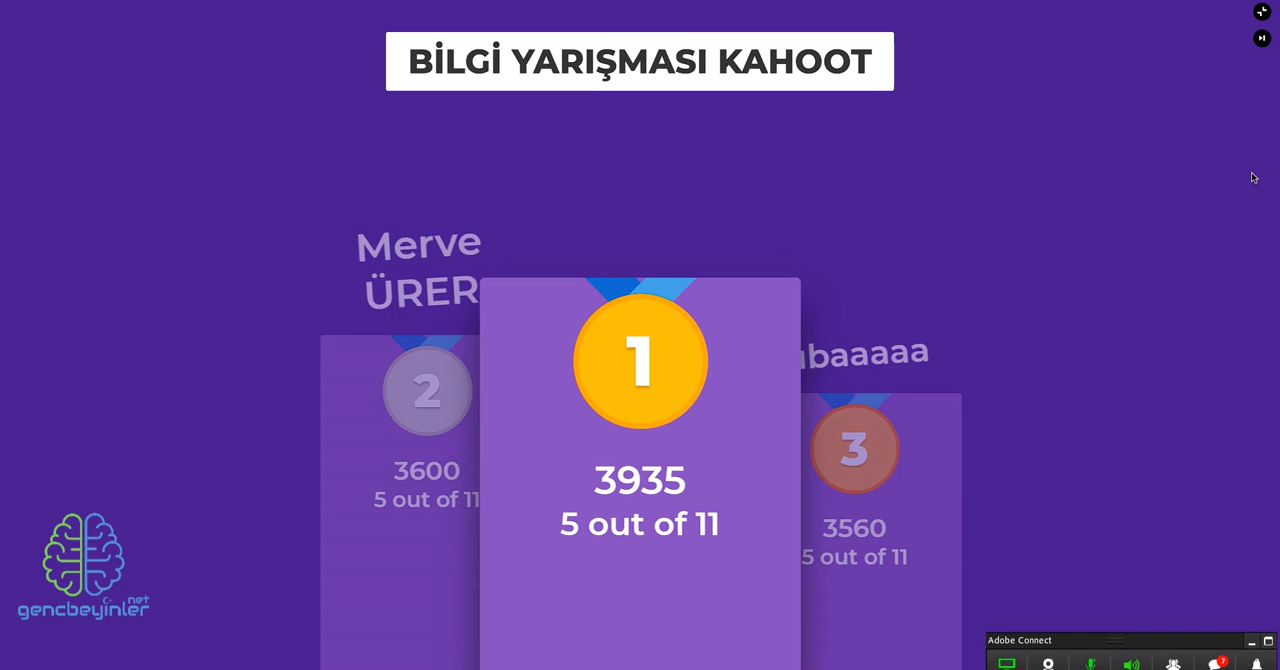 BİLGİ YARIŞMASI KAHOOT
Merve
ÜRER
2
3600
5 out of 11
1
3935
5 out of 11
3
3560
5 out of 11
net
gencbeyinler
Adobe Connect
7